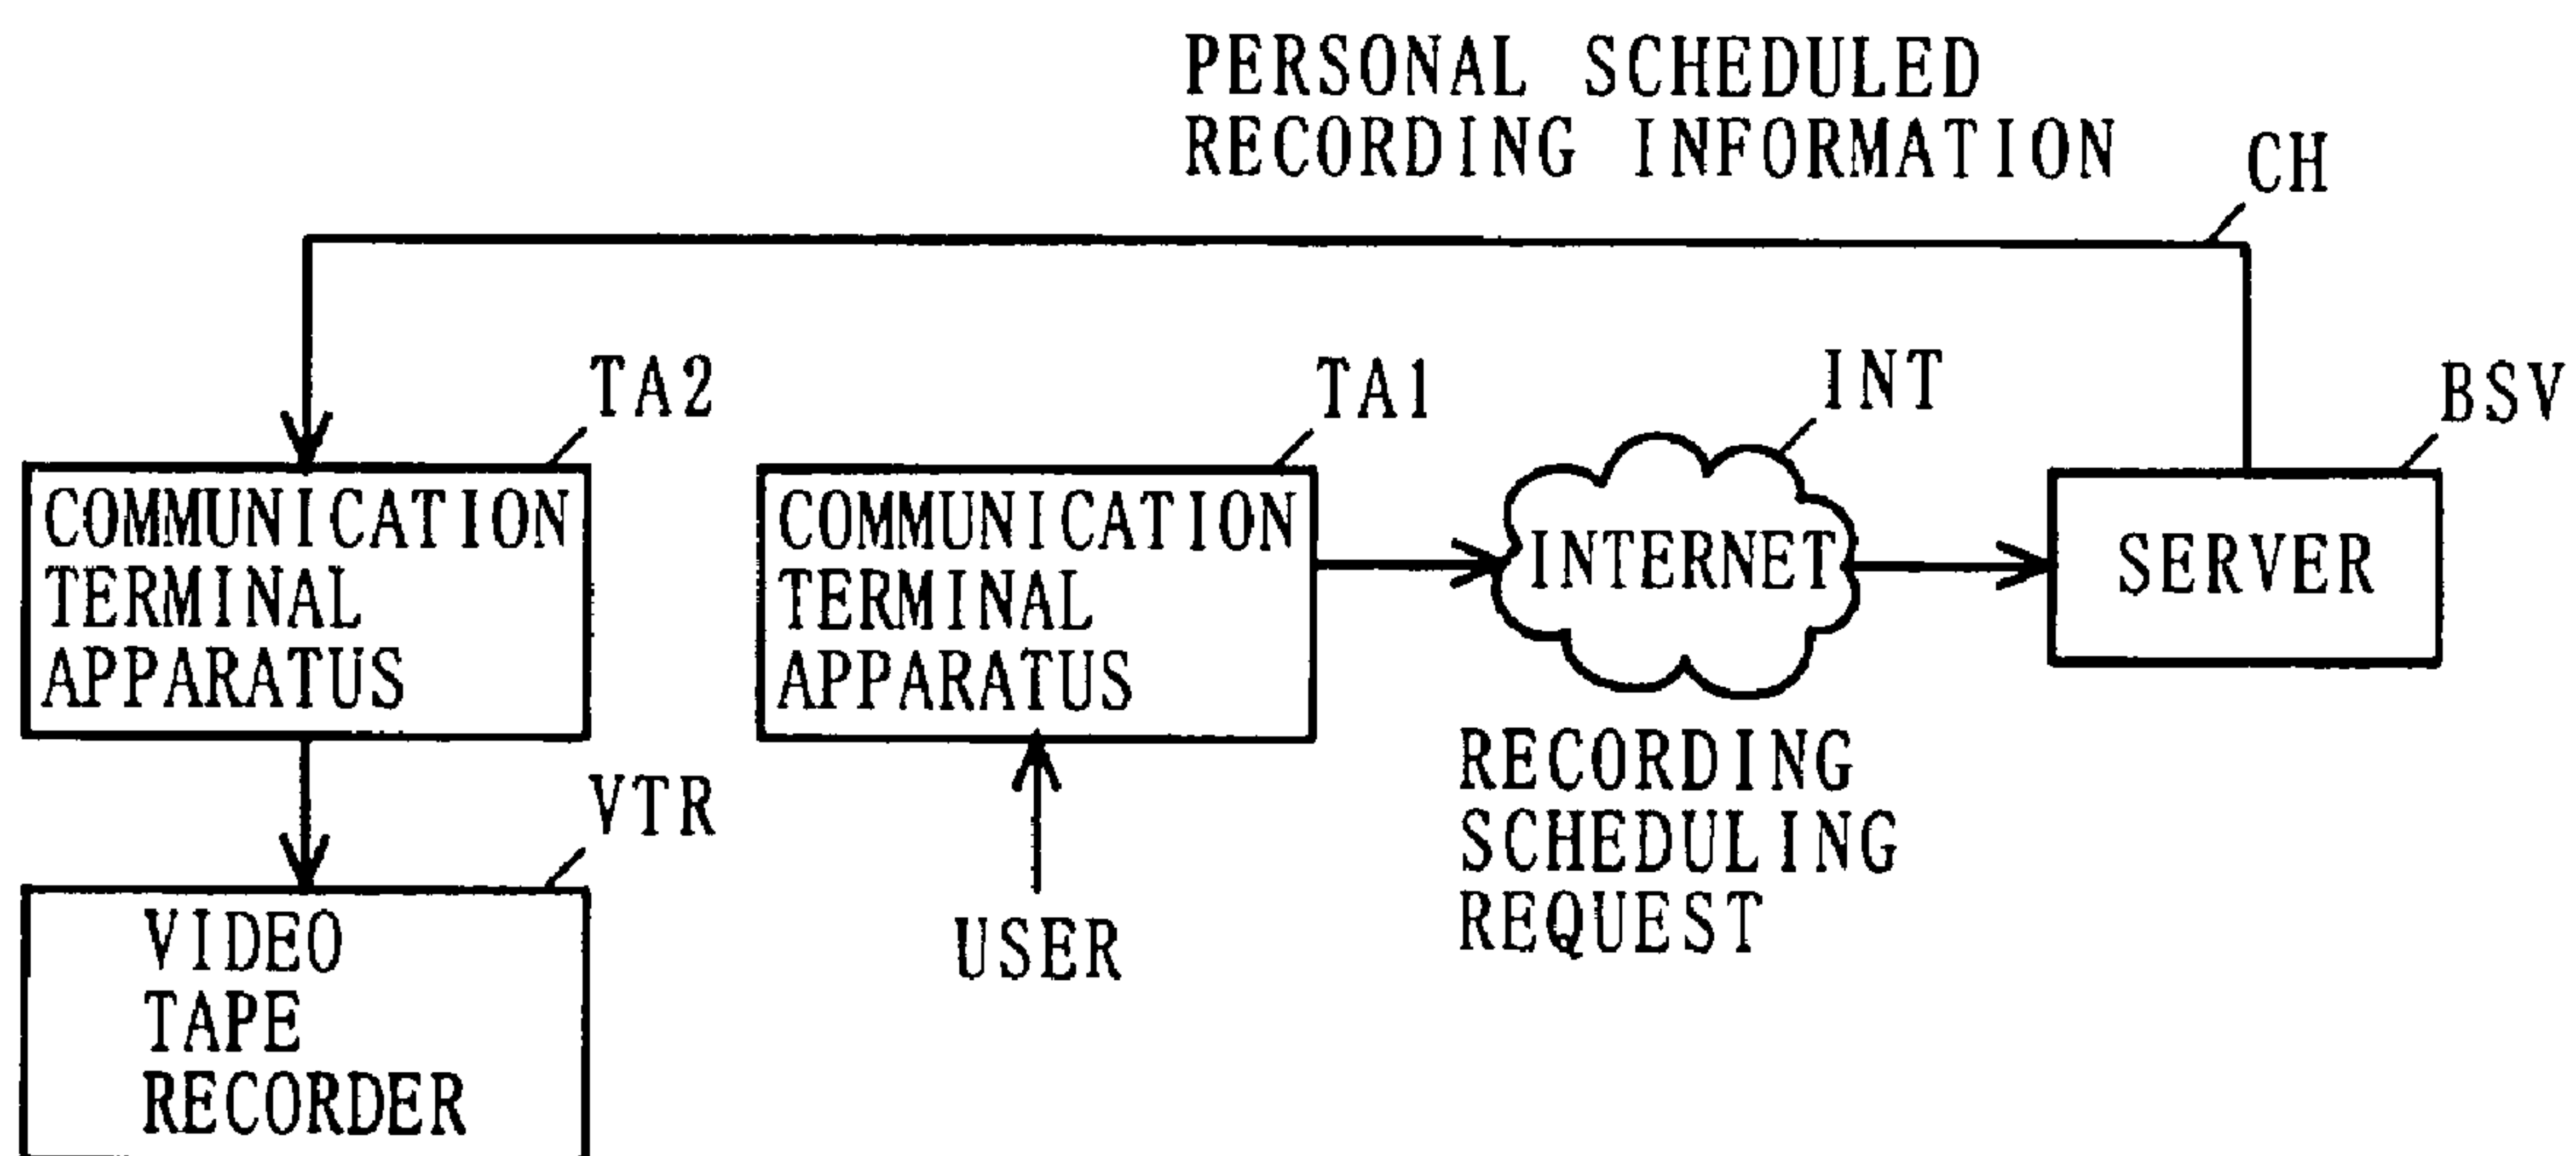 PERSONAL SCHEDULED
RECORDING INFORMATION
CH
TA2
TA1
INT
BSV
COMMUNICATION
TERMINAL
APPARATUS
COMMUNICATION
TERMINAL
APPARATUS
INTERNET
SERVER
RECORDING
SCHEDULING
REQUEST
USER
VTR
VIDEO
TAPE
RECORDER